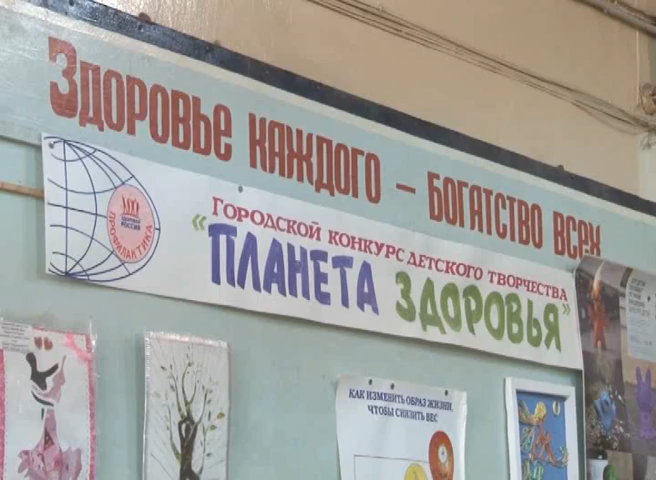 Здоровье каждого – богатство всех
Городской конкурс детского творчества
«ПЛАНЕТА ЗДОРОВЬЯ»
РОССИЯ
ПРОФИЛАКТИКА
КАК ИЗМЕНИТЬ ОБРАЗ ЖИЗНИ,
ЧТОБЫ СНИЗИТЬ ВЕС